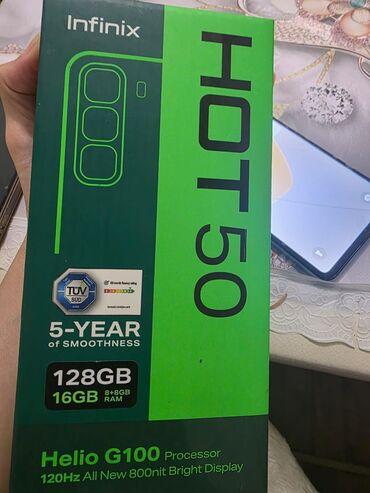 Infinix
HOT 50
TÜV
SÜD
5-YEAR
of SMOOTHNESS
128GB
16GB 8+8GB RAM
Helio G100 Processor
120Hz All New 800nit Bright Display